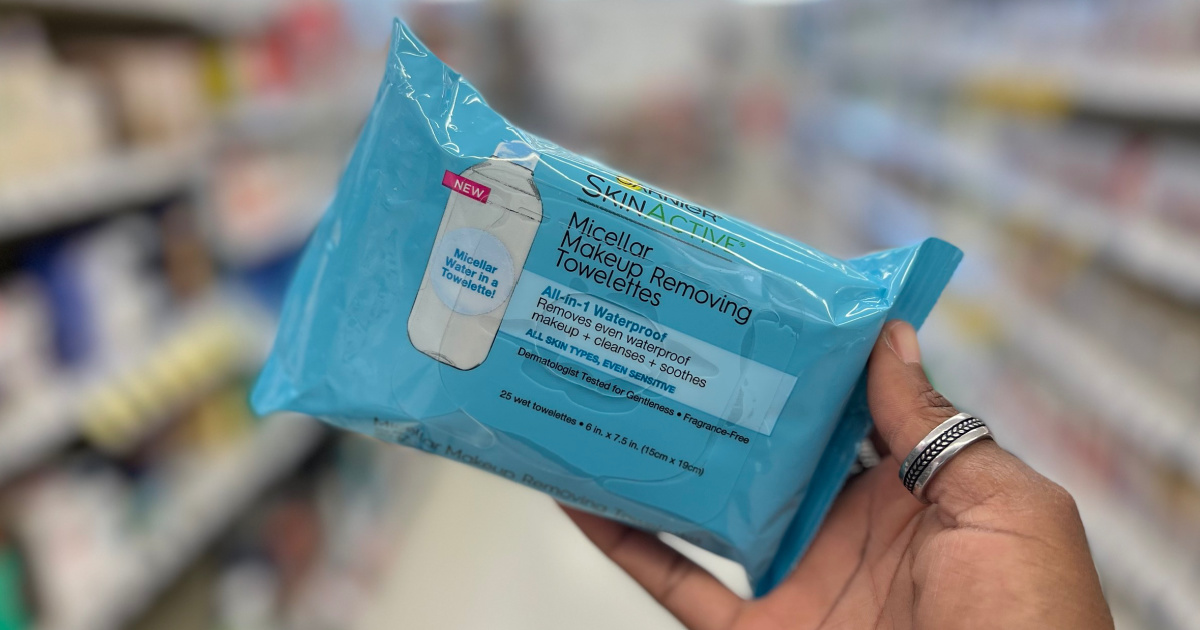 NEW
Micellar
Water in a
Towelette!
GARNIER
SKINACTIVE®
Micellar
Makeup Removing
Towelettes
All-in-1 Waterproof
Removes even waterproof
makeup + cleanses + soothes
ALL SKIN TYPES, EVEN SENSITIVE
Dermatologist Tested for Gentleness • Fragrance-Free
25 wet towelettes • 6 in. x 7.5 in. (15cm x 19cm)
Makeup Removing